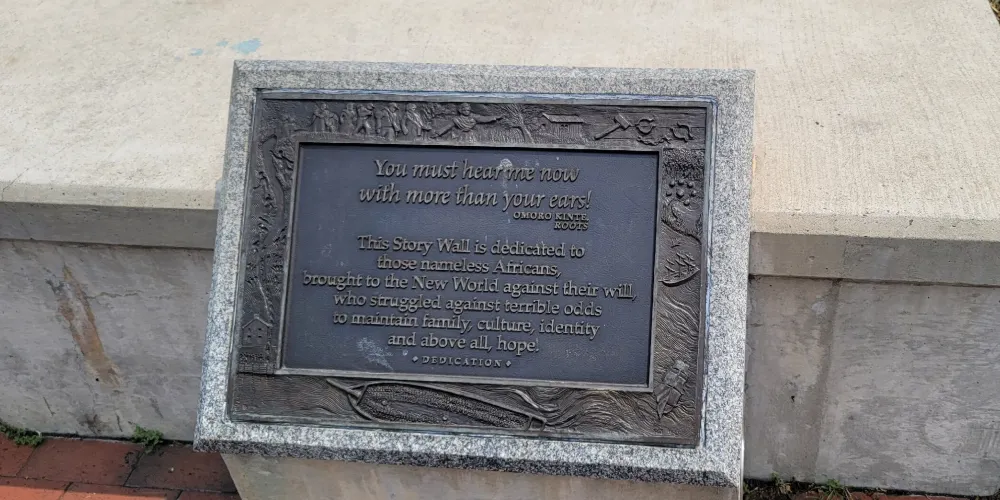 You must hear me now
with more than your ears!
OMORO KINTE,
ROOTS
This Story Wall is dedicated to
those nameless Africans,
brought to the New World against their will,
who struggled against terrible odds
to maintain family, culture, identity
and above all, hope!
◆ DEDICATION ◆